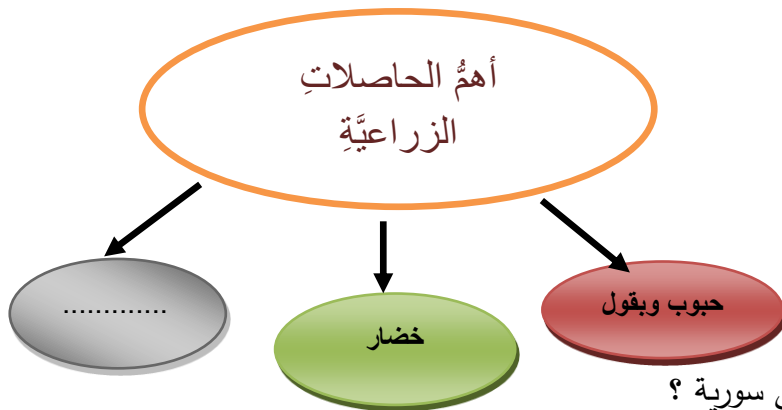 أهمُّ الحاصلاتِ
الزراعيَّةِ
حبوب وبقول
خضار
.............
سورية ؟